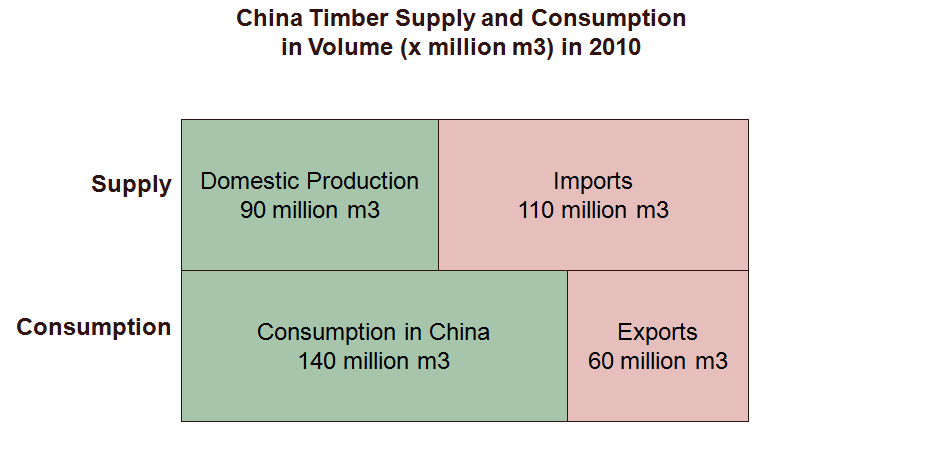 China Timber Supply and Consumption
in Volume (x million m3) in 2010
Supply
Domestic Production
90 million m3
Imports
110 million m3
Consumption
Consumption in China
140 million m3
Exports
60 million m3